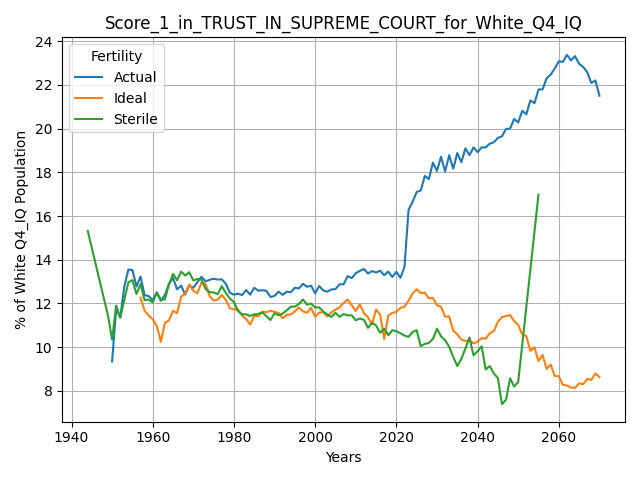 Score_1_in_TRUST_IN_SUPREME_COURT_for_White_Q4_IQ
Fertility
Actual
Ideal
Sterile
% of White Q4_IQ Population
24
22
20
18
16
14
12
10
8
1940
1960
1980
2000
2020
2040
2060
Years